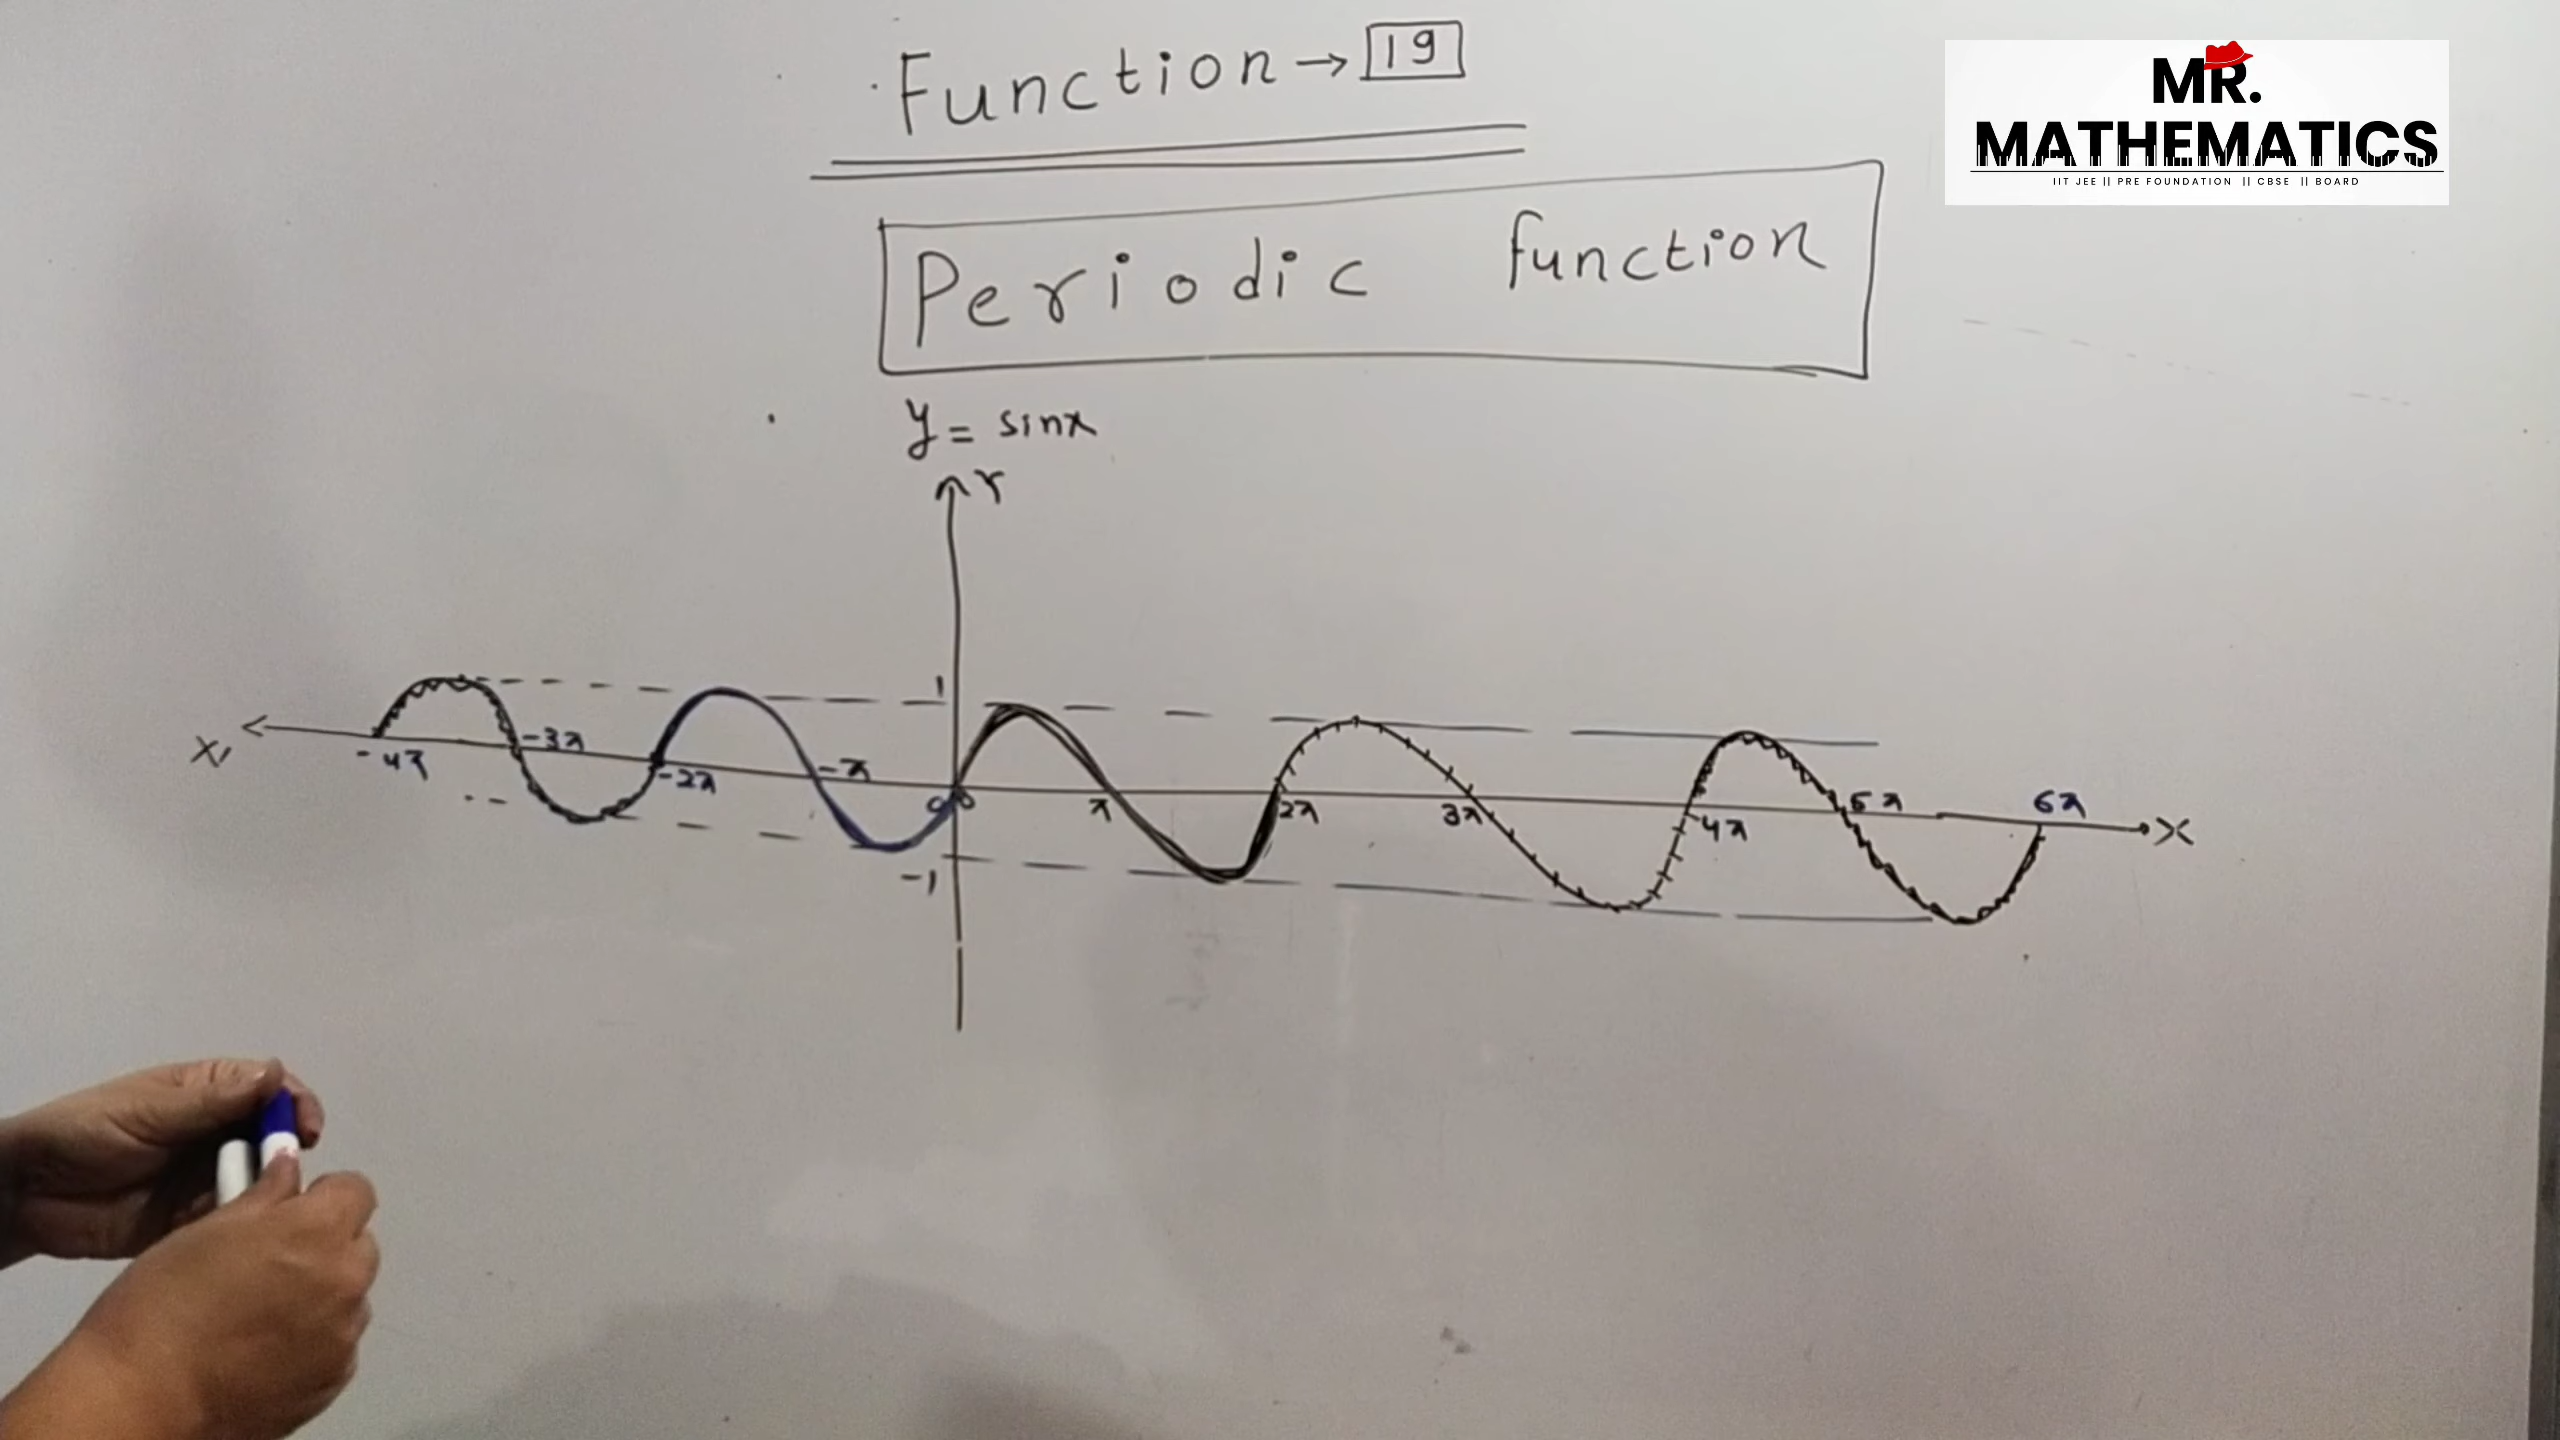 Function → 19
MR.
MATHEMATICS
IIT JEE || PRE FOUNDATION || CBSE || BOARD
Periodic function
y = sinx
Y
1
-4π
-3π
-2π
-π
0
π
2π
3π
4π
5π
6π
X'
X
-1